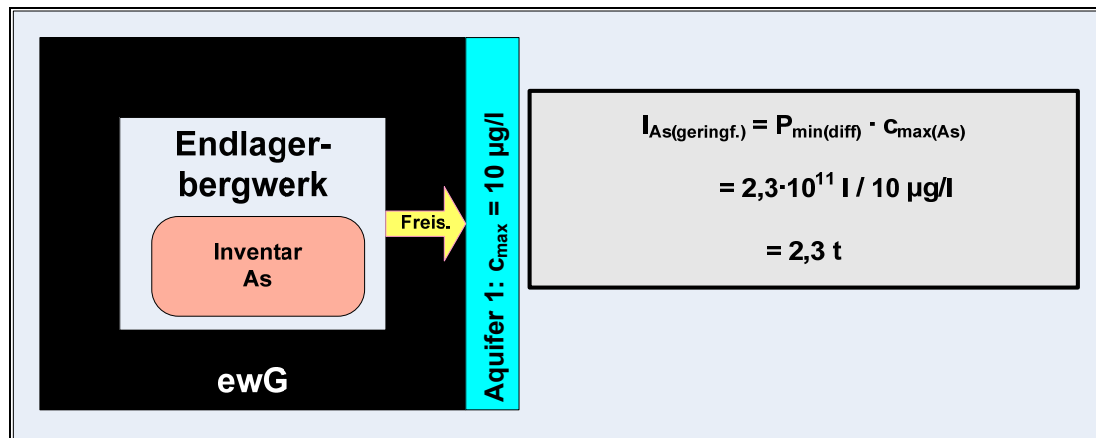 Endlager-
bergwerk
Inventar
As
Freis.
ewG
Aquifer 1: cmax = 10 µg/l
IAs(geringf.) = Pmin(diff) · cmax(As)
= 2,3·10¹¹ l / 10 µg/l
= 2,3 t